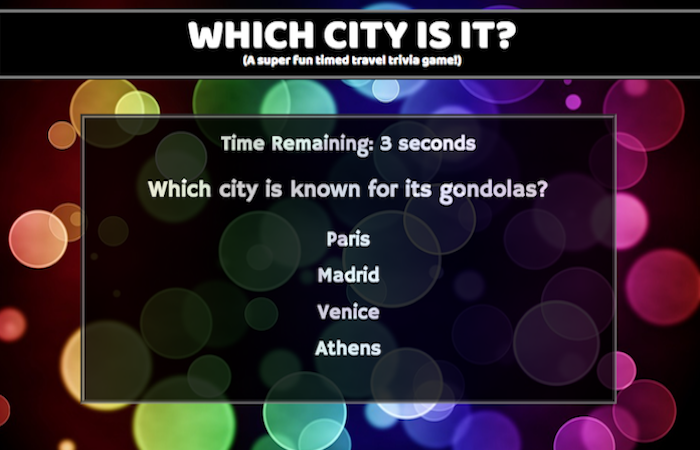 WHICH CITY IS IT?
(A super fun timed travel trivia game!)
Time Remaining: 3 seconds
Which city is known for its gondolas?
Paris
Madrid
Venice
Athens